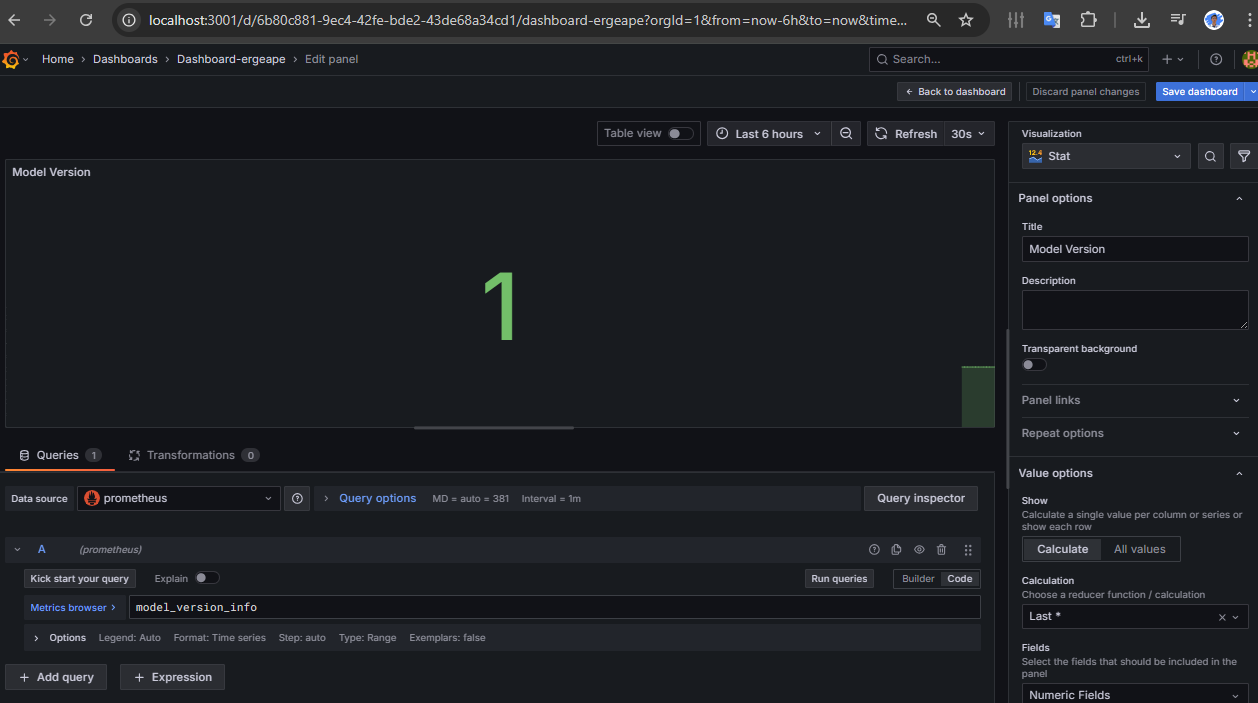 localhost:3001/d/6b80c881-9ec4-42fe-bde2-43de68a34cd1/dashboard-ergeape?orgId=1&from=now-6h&to=now&time...
Home › Dashboards › Dashboard-ergeape › Edit panel
Search... ctrl+k
Back to dashboard
Discard panel changes
Save dashboard
Table view
Last 6 hours
Refresh
30s
Model Version
1
Queries 1
Transformations 0
Data source
prometheus
Query options MD = auto = 381 Interval = 1m
Query inspector
A (prometheus)
Kick start your query
Explain
Run queries
Builder Code
Metrics browser ›
model_version_info
Options Legend: Auto Format: Time series Step: auto Type: Range Exemplars: false
+ Add query
+ Expression
Visualization
12.4 Stat
Panel options
Title
Model Version
Description
Transparent background
Panel links
Repeat options
Value options
Show
Calculate a single value per column or series or
show each row
Calculate All values
Calculation
Choose a reducer function / calculation
Last *
Fields
Select the fields that should be included in the
panel
Numeric Fields